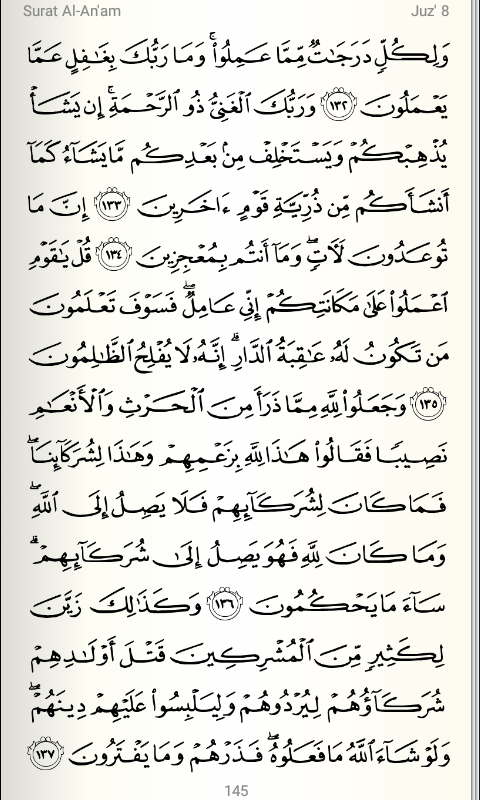 Surat Al-An'am Juz' 8
وَلِكُلٍّ دَرَجَٰتٌ مِّمَّا عَمِلُوا۟ ۚ وَمَا رَبُّكَ بِغَٰفِلٍ عَمَّا
يَعْمَلُونَ ١٣٢ وَرَبُّكَ ٱلْغَنِىُّ ذُو ٱلرَّحْمَةِ ۚ إِن يَشَأْ
يُذْهِبْكُمْ وَيَسْتَخْلِفْ مِنۢ بَعْدِكُم مَّا يَشَآءُ كَمَآ
أَنشَأَكُم مِّن ذُرِّيَّةِ قَوْمٍ ءَاخَرِينَ ١٣٣ إِنَّ مَا
تُوعَدُونَ لَءَاتٍ ۖ وَمَآ أَنتُم بِمُعْجِزِينَ ١٣٤ قُلْ يَٰقَوْمِ
ٱعْمَلُوا۟ عَلَىٰ مَكَانَتِكُمْ إِنِّى عَامِلٌ ۖ فَسَوْفَ تَعْلَمُونَ
مَن تَكُونُ لَهُۥ عَٰقِبَةُ ٱلدَّارِ ۗ إِنَّهُۥ لَا يُفْلِحُ ٱلظَّٰلِمُونَ
١٣٥ وَجَعَلُوا۟ لِلَّهِ مِمَّا ذَرَأَ مِنَ ٱلْحَرْثِ وَٱلْأَنْعَٰمِ
نَصِيبًا فَقَالُوا۟ هَٰذَا لِلَّهِ بِزَعْمِهِمْ وَهَٰذَا لِشُرَكَآئِنَا ۖ
فَمَا كَانَ لِشُرَكَآئِهِمْ فَلَا يَصِلُ إِلَى ٱللَّهِ ۖ
وَمَا كَانَ لِلَّهِ فَهُوَ يَصِلُ إِلَىٰ شُرَكَآئِهِمْ ۗ
سَآءَ مَا يَحْكُمُونَ ١٣٦ وَكَذَٰلِكَ زَيَّنَ
لِكَثِيرٍ مِّنَ ٱلْمُشْرِكِينَ قَتْلَ أَوْلَٰدِهِمْ
شُرَكَآؤُهُمْ لِيُرْدُوهُمْ وَلِيَلْبِسُوا۟ عَلَيْهِمْ دِينَهُمْ ۖ
وَلَوْ شَآءَ ٱللَّهُ مَا فَعَلُوهُ ۖ فَذَرْهُمْ وَمَا يَفْتَرُونَ ١٣٧
145